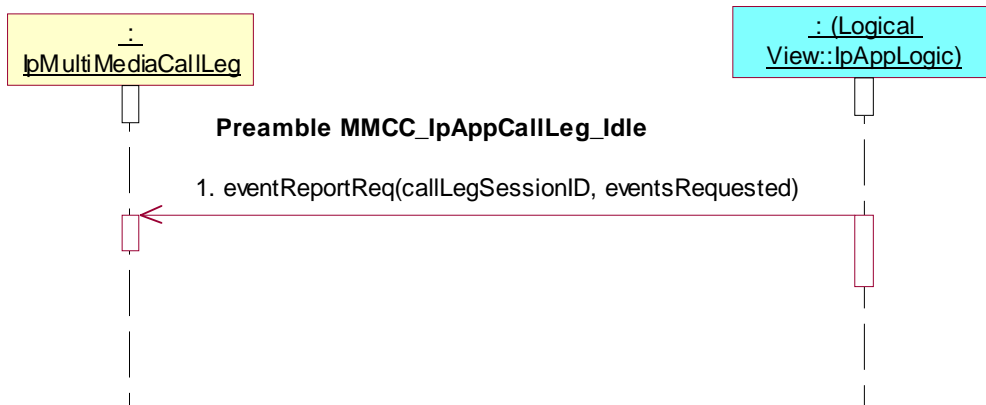 :
IpMultiMediaCallLeg
: (Logical
View::IpAppLogic)
Preamble MMCC_IpAppCallLeg_Idle
1. eventReportReq(callLegSessionID, eventsRequested)